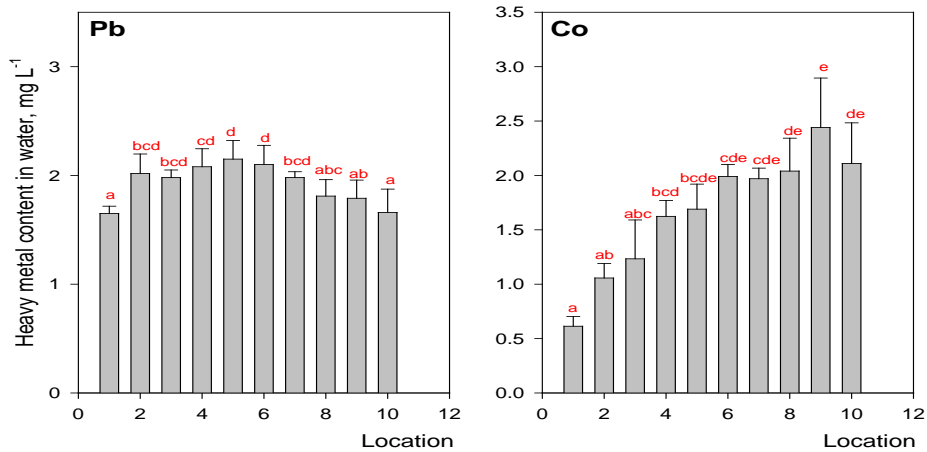 Pb
Heavy metal content in water, mg L⁻¹
3
2
1
0
a
bcd
bcd
cd
d
d
bcd
abc
ab
a
0 2 4 6 8 10 12
Location
Co
3.5
3.0
2.5
2.0
1.5
1.0
0.5
0.0
a
ab
abc
bcd
bcde
cde
cde
de
e
de
0 2 4 6 8 10 12
Location